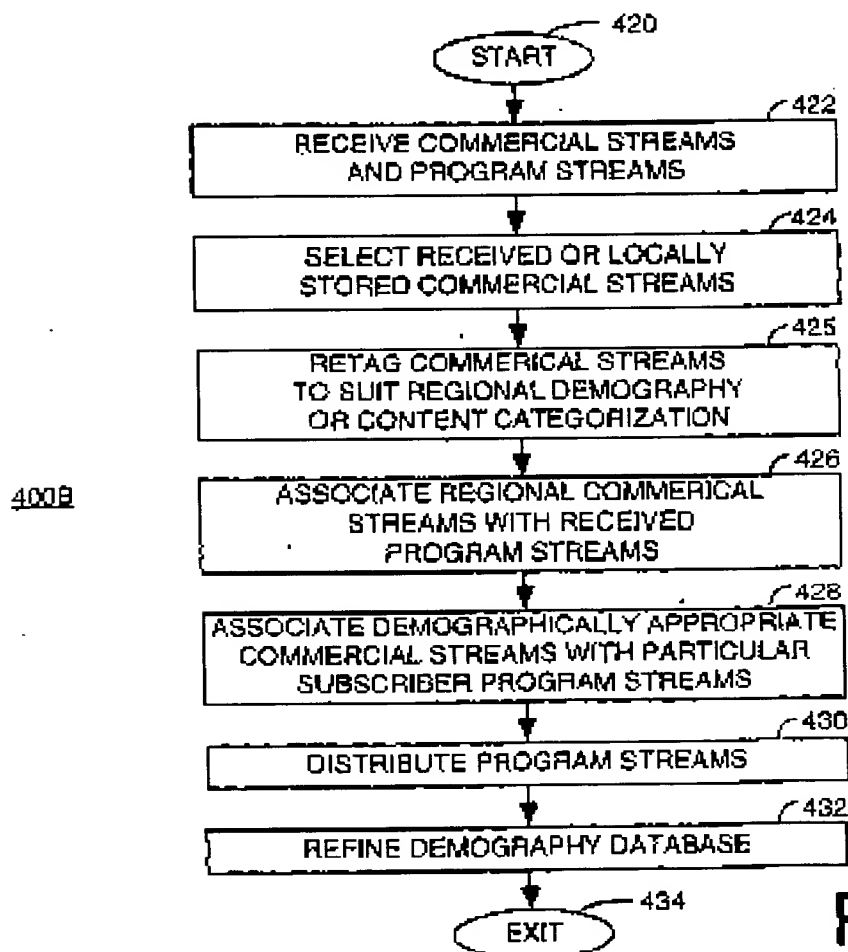 420
START
422
RECEIVE COMMERCIAL STREAMS
AND PROGRAM STREAMS
424
SELECT RECEIVED OR LOCALLY
STORED COMMERCIAL STREAMS
425
RETAG COMMERICAL STREAMS
TO SUIT REGIONAL DEMOGRAPHY
OR CONTENT CATEGORIZATION
426
400B
ASSOCIATE REGIONAL COMMERICAL
STREAMS WITH RECEIVED
PROGRAM STREAMS
428
ASSOCIATE DEMOGRAPHICALLY APPROPRIATE
COMMERCIAL STREAMS WITH PARTICULAR
SUBSCRIBER PROGRAM STREAMS
430
DISTRIBUTE PROGRAM STREAMS
432
REFINE DEMOGRAPHY DATABASE
434
EXIT